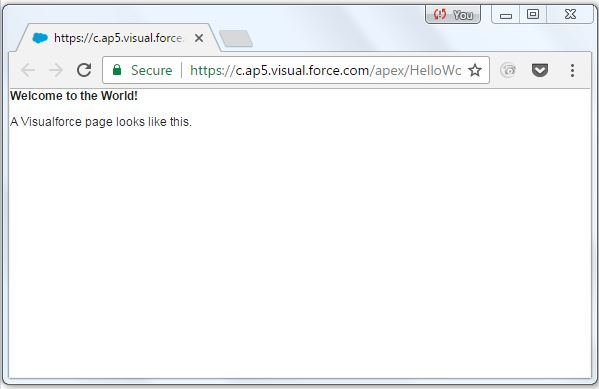 You
https://c.ap5.visual.force.
Secure https://c.ap5.visual.force.com/apex/HelloWo
Welcome to the World!
A Visualforce page looks like this.